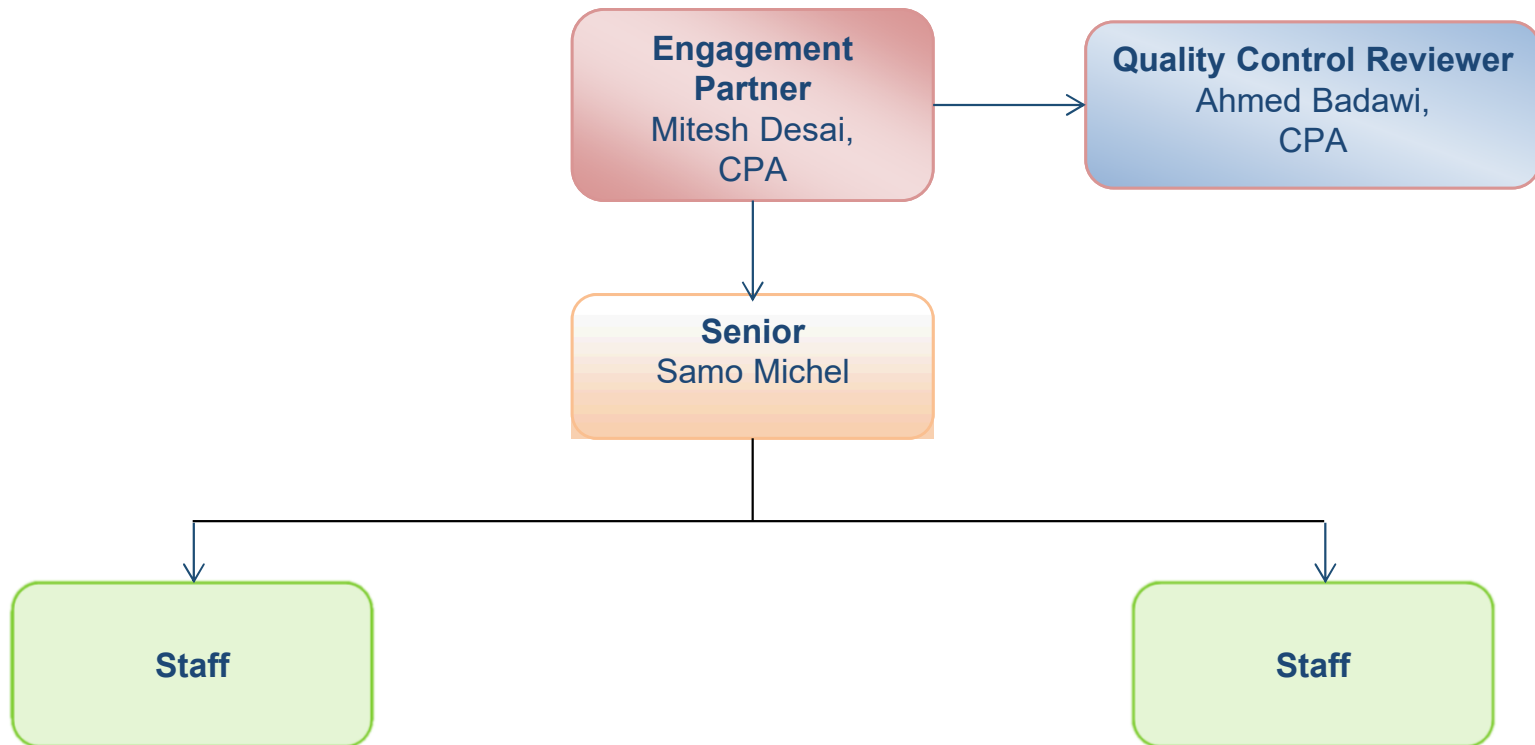 Engagement
Partner
Mitesh Desai,
CPA
Quality Control Reviewer
Ahmed Badawi,
CPA
Senior
Samo Michel
Staff
Staff